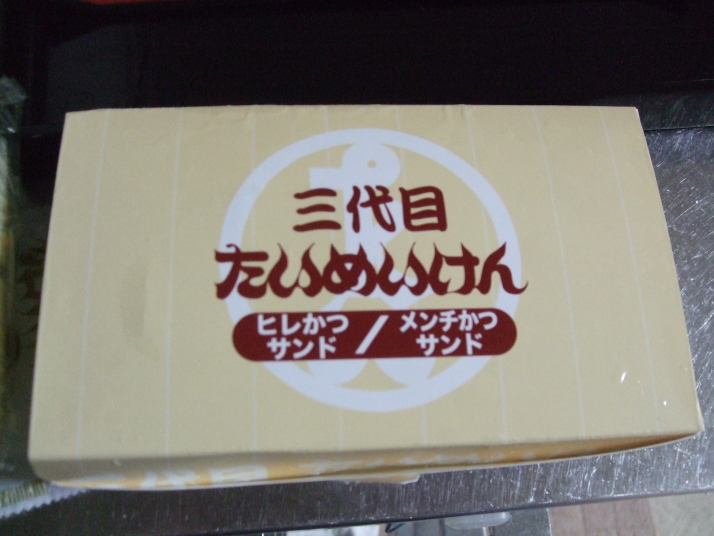 三代目
たいめいけん
ヒレかつ
サンド
/
メンチかつ
サンド